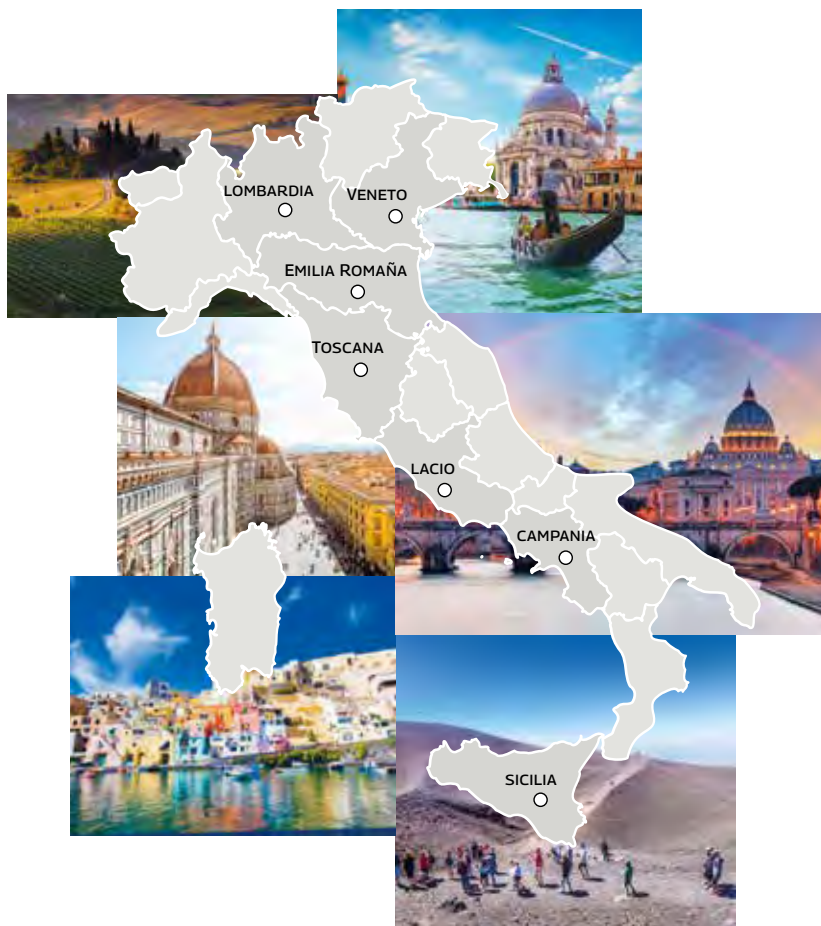 LOMBARDIA
VENETO
EMILIA ROMAÑA
TOSCANA
LACIO
CAMPANIA
SICILIA